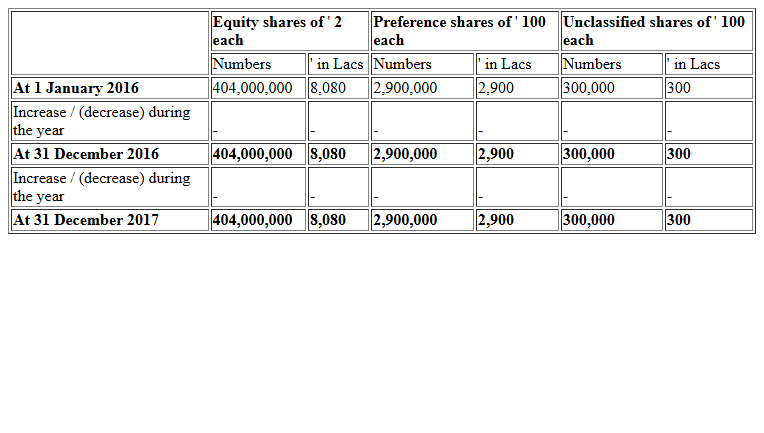 Equity shares of ' 2 each Preference shares of ' 100 each Unclassified shares of ' 100 each
Numbers ' in Lacs Numbers ' in Lacs Numbers ' in Lacs
At 1 January 2016 404,000,000 8,080 2,900,000 2,900 300,000 300
Increase / (decrease) during the year - - - - - -
At 31 December 2016 404,000,000 8,080 2,900,000 2,900 300,000 300
Increase / (decrease) during the year - - - - - -
At 31 December 2017 404,000,000 8,080 2,900,000 2,900 300,000 300